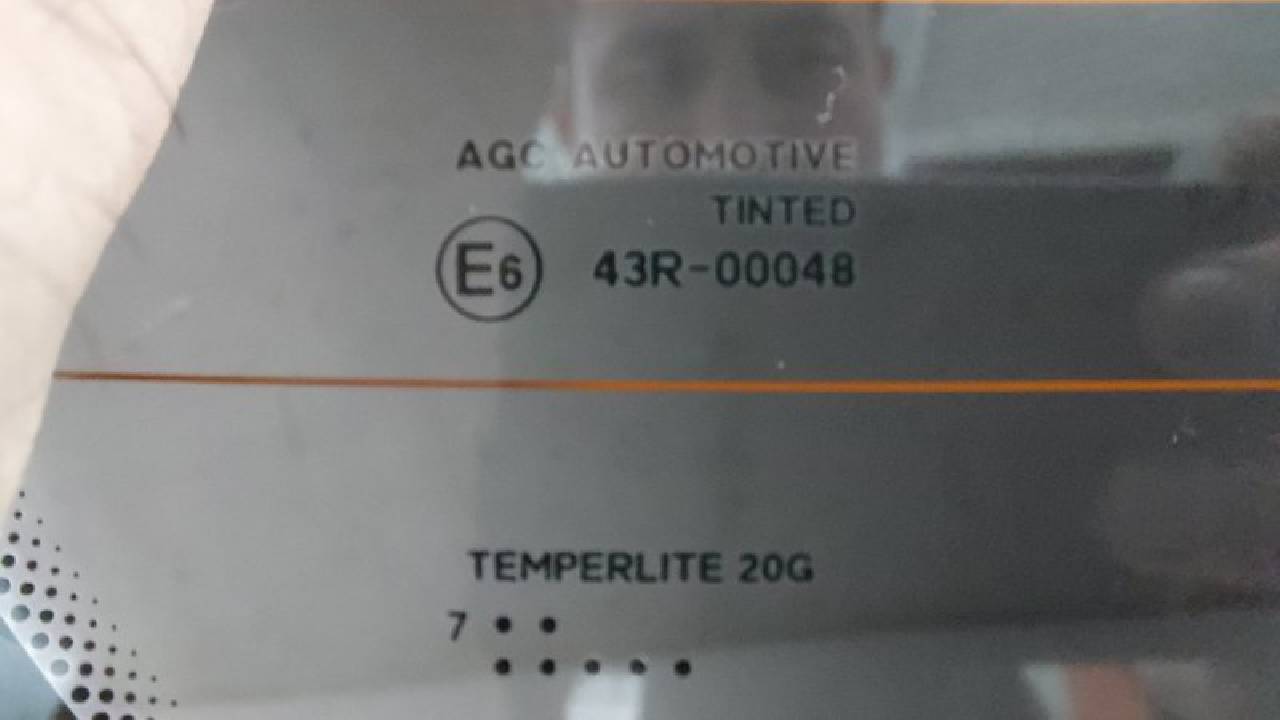 AGC AUTOMOTIVE
TINTED
E6 43R-00048
TEMPERLITE 20G
7 ● ●
● ● ● ● ●